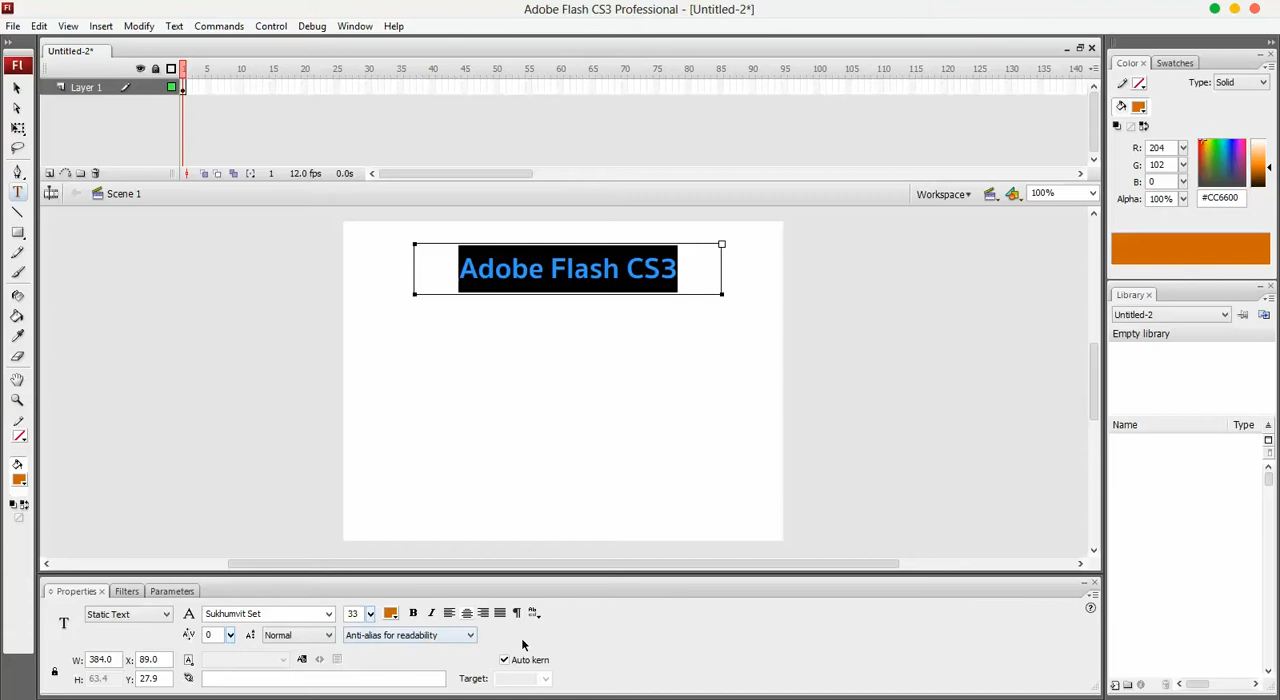 Adobe Flash CS3 Professional - [Untitled-2*]
File Edit View Insert Modify Text Commands Control Debug Window Help
Untitled-2*
Fl
5 10 15 20 25 30 35 40 45 50 55 60 65 70 75 80 85 90 95 100 105 110 115 120 125 130 135 140
Layer 1
1 12.0 fps 0.0s
Scene 1
Workspace 100%
Adobe Flash CS3
Color Swatches
Type: Solid
R: 204
G: 102
B: 0
Alpha: 100% #CC6600
Library
Untitled-2
Empty library
Name Type
Properties Filters Parameters
T Static Text A Sukhumvit Set 33 B I
0 Normal Anti-alias for readability
W: 384.0 X: 89.0 Auto kern
H: 63.4 Y: 27.9 Target: